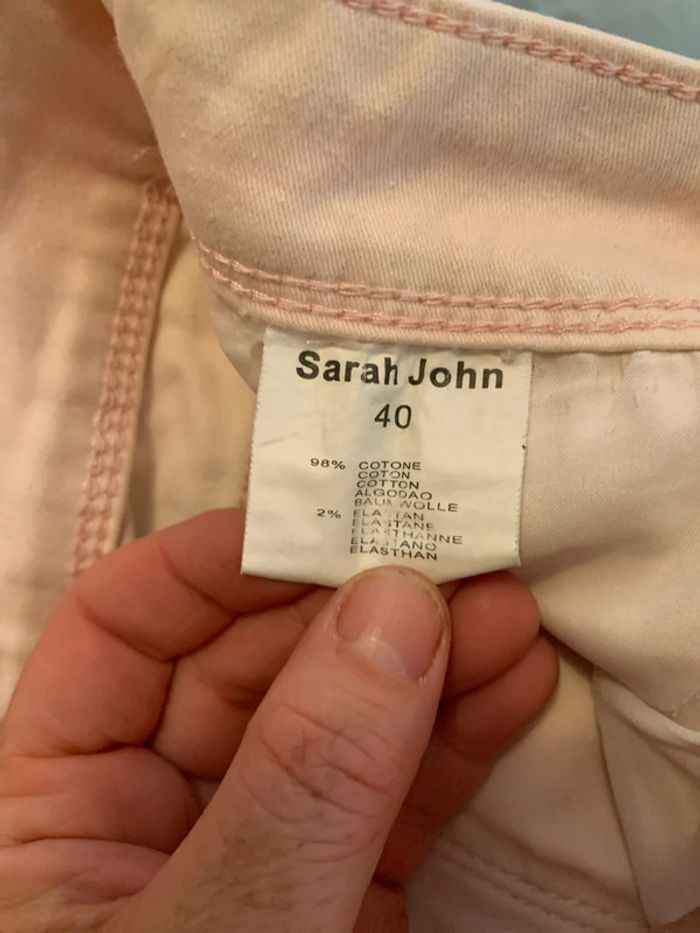 Sarah John
40
98% COTONE
COTON
COTTON
ALGODAO
BAUMWOLLE
2% ELASTAN
ELASTANE
ELASTHANNE
ELASTANO
ELASTHAN